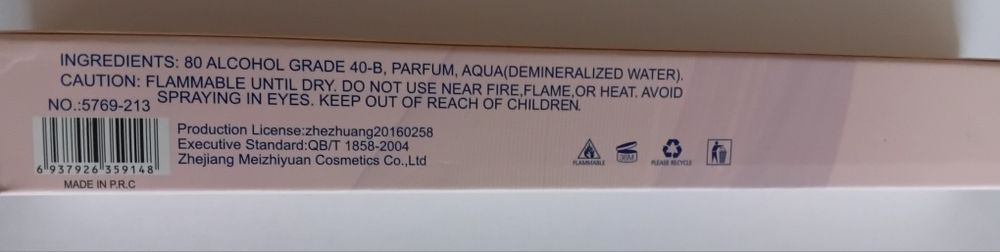 INGREDIENTS: 80 ALCOHOL GRADE 40-B, PARFUM, AQUA(DEMINERALIZED WATER).
CAUTION: FLAMMABLE UNTIL DRY. DO NOT USE NEAR FIRE,FLAME,OR HEAT. AVOID
SPRAYING IN EYES. KEEP OUT OF REACH OF CHILDREN.
NO.:5769-213
Production License:zhezhuang20160258
Executive Standard:QB/T 1858-2004
Zhejiang Meizhiyuan Cosmetics Co.,Ltd
6 937926 359148
MADE IN P.R.C
FLAMMABLE
36M
PLEASE RECYCLE